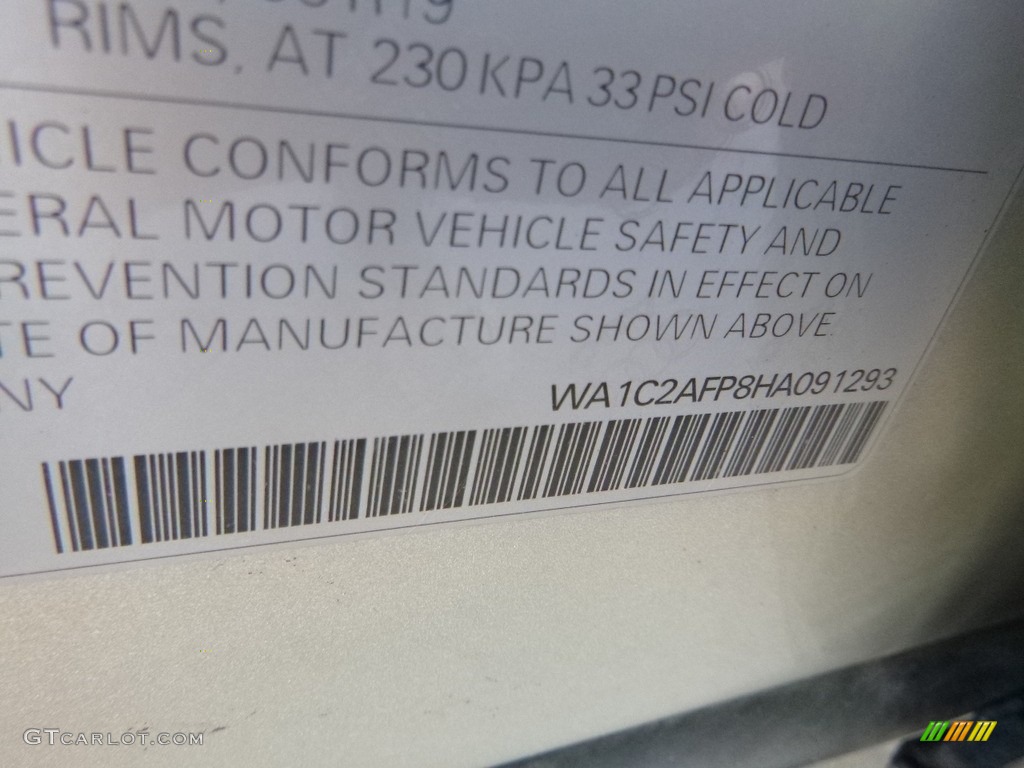 RIMS, AT 230 KPA 33 PSI COLD
ICLE CONFORMS TO ALL APPLICABLE
ERAL MOTOR VEHICLE SAFETY AND
REVENTION STANDARDS IN EFFECT ON
TE OF MANUFACTURE SHOWN ABOVE.
NY
WA1C2AFP8HA091293
GTCARLOT.COM